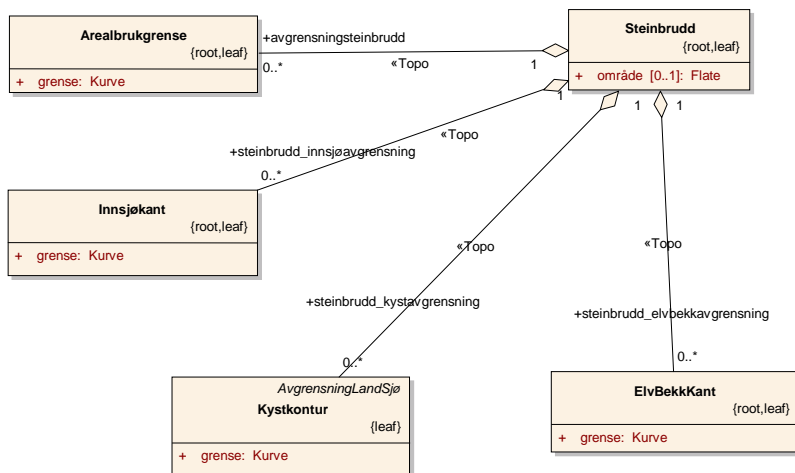 Arealbrukgrense
{root,leaf}
+ grense: Kurve
+avgrensningsteinbrudd
0..*
«Topo
1
Steinbrudd
{root,leaf}
+ område [0..1]: Flate
1
1
1
«Topo
+steinbrudd_innsjøavgrensning
0..*
Innsjøkant
{root,leaf}
+ grense: Kurve
«Topo
«Topo
+steinbrudd_kystavgrensning
+steinbrudd_elvbekkavgrensning
0..*
0..*
AvgrensningLandSjø
Kystkontur
{leaf}
+ grense: Kurve
ElvBekkKant
{root,leaf}
+ grense: Kurve